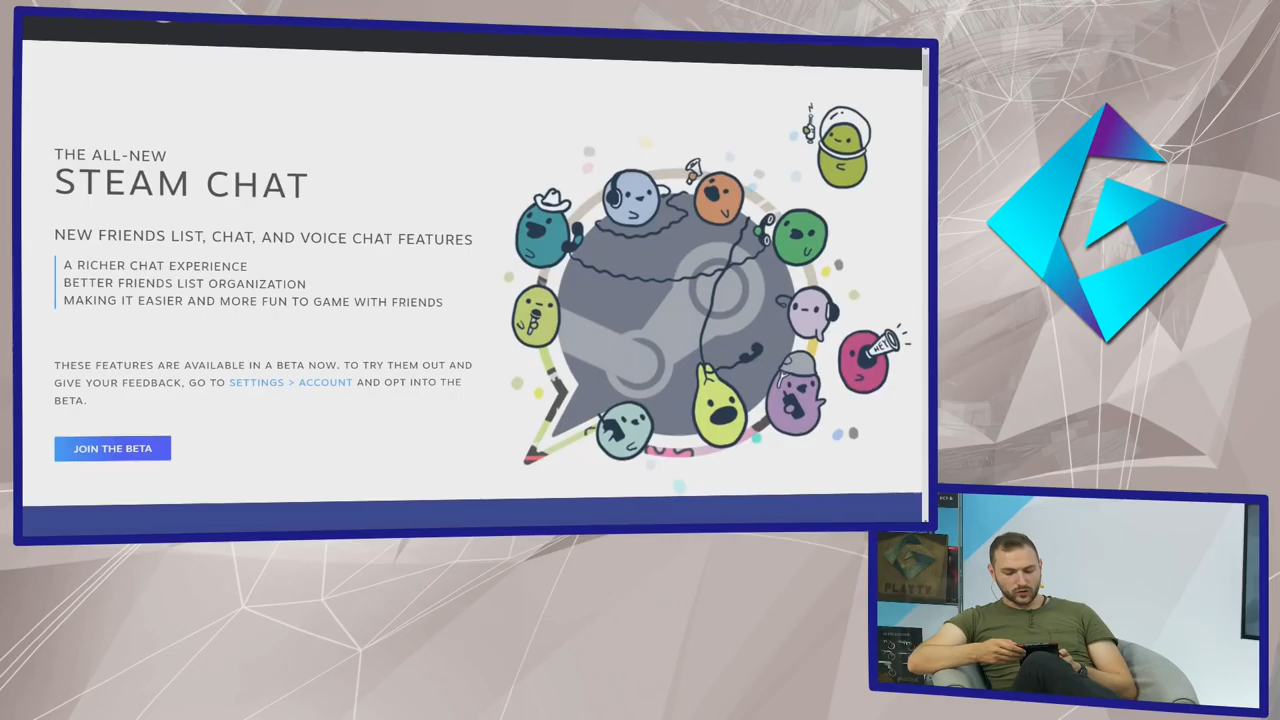 THE ALL-NEW
STEAM CHAT
NEW FRIENDS LIST, CHAT, AND VOICE CHAT FEATURES
A RICHER CHAT EXPERIENCE
BETTER FRIENDS LIST ORGANIZATION
MAKING IT EASIER AND MORE FUN TO GAME WITH FRIENDS
THESE FEATURES ARE AVAILABLE IN A BETA NOW. TO TRY THEM OUT AND
GIVE YOUR FEEDBACK, GO TO SETTINGS > ACCOUNT AND OPT INTO THE
BETA.
JOIN THE BETA
HEY
PLAYTV